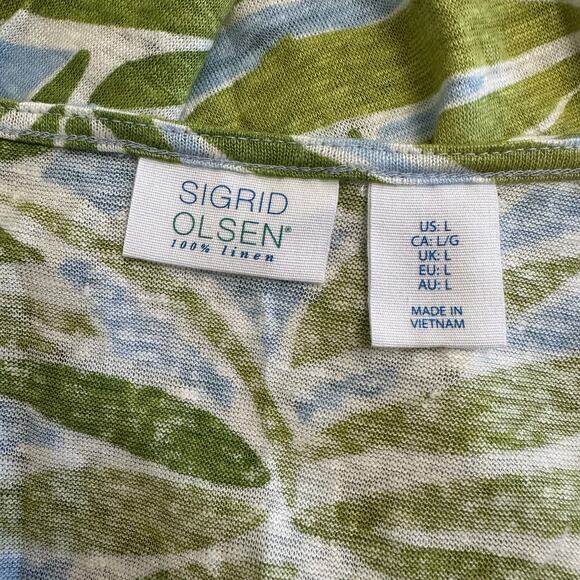 SIGRID
OLSEN®
100% linen
US: L
CA: L/G
UK: L
EU: L
AU: L
MADE IN
VIETNAM